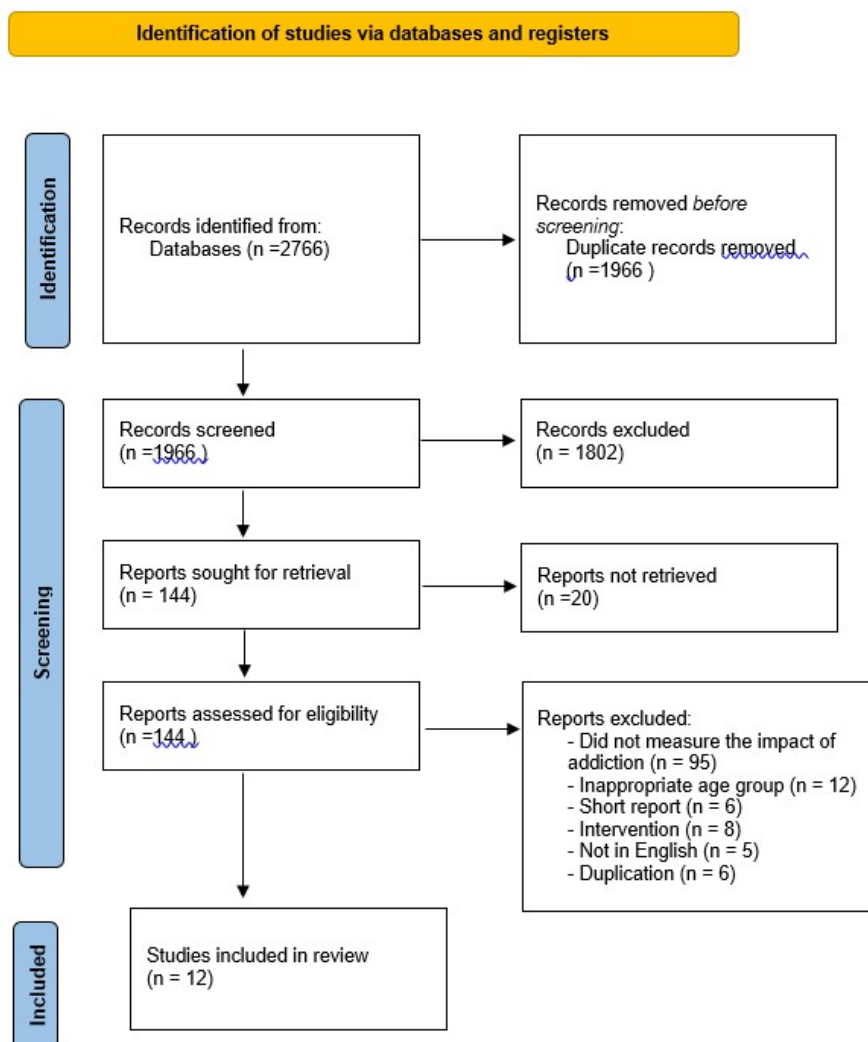 Identification of studies via databases and registers
Identification
Records identified from:
Databases (n =2766)
Records removed before
screening:
Duplicate records removed
(n =1966 )
Screening
Records screened
(n =1966 )
Records excluded
(n = 1802)
Reports sought for retrieval
(n = 144)
Reports not retrieved
(n =20)
Reports assessed for eligibility
(n =144 )
Reports excluded:
- Did not measure the impact of
addiction (n = 95)
- Inappropriate age group (n = 12)
- Short report (n = 6)
- Intervention (n = 8)
- Not in English (n = 5)
- Duplication (n = 6)
Included
Studies included in review
(n = 12)